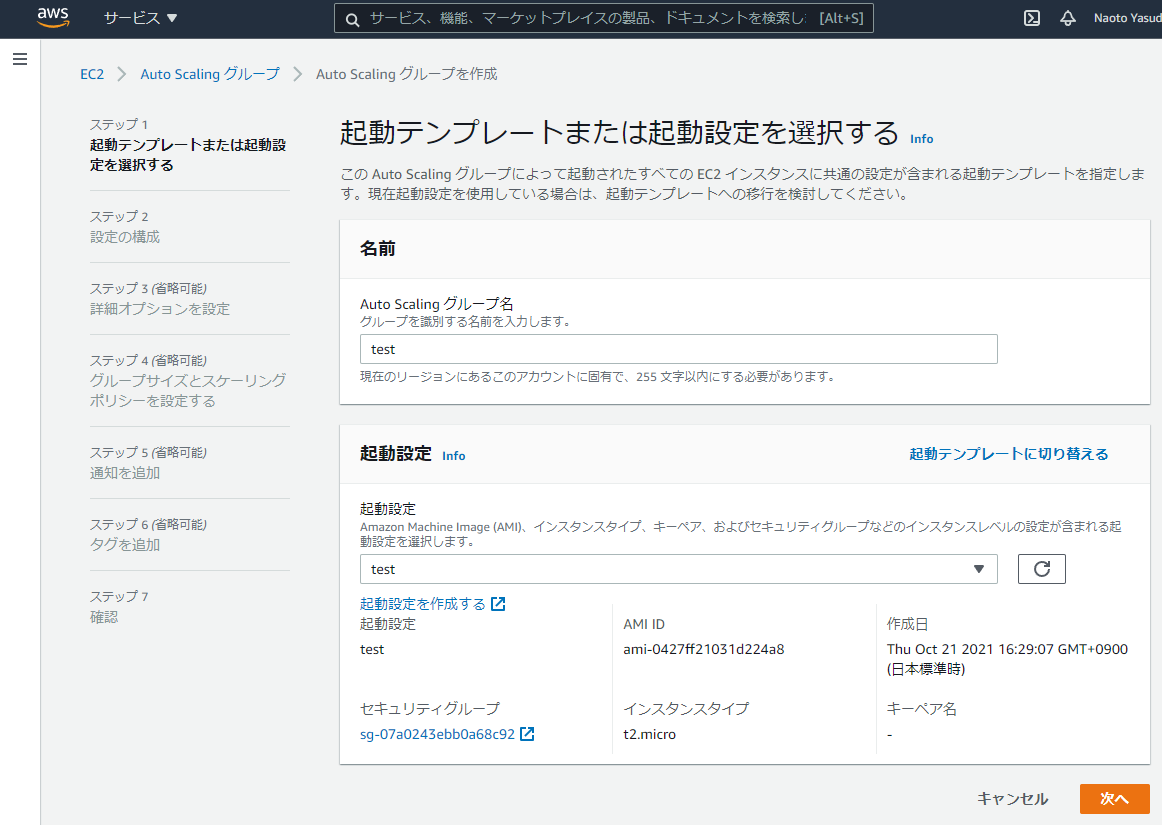 aws サービス ▼ サービス、機能、マーケットプレイスの製品、ドキュメントを検索し [Alt+S] Naoto Yasud
EC2 > Auto Scaling グループ > Auto Scaling グループを作成
ステップ 1
起動テンプレートまたは起動設
定を選択する
ステップ 2
設定の構成
ステップ 3 (省略可能)
詳細オプションを設定
ステップ 4 (省略可能)
グループサイズとスケーリング
ポリシーを設定する
ステップ 5 (省略可能)
通知を追加
ステップ 6 (省略可能)
タグを追加
ステップ 7
確認
起動テンプレートまたは起動設定を選択する Info
この Auto Scaling グループによって起動されたすべての EC2 インスタンスに共通の設定が含まれる起動テンプレートを指定しま
す。現在起動設定を使用している場合は、起動テンプレートへの移行を検討してください。
名前
Auto Scaling グループ名
グループを識別する名前を入力します。
test
現在のリージョンにあるこのアカウントに固有で、255 文字以内にする必要があります。
起動設定 Info 起動テンプレートに切り替える
起動設定
Amazon Machine Image (AMI)、インスタンスタイプ、キーペア、およびセキュリティグループなどのインスタンスレベルの設定が含まれる起
動設定を選択します。
test
起動設定を作成する
起動設定 AMI ID 作成日
test ami-0427ff21031d224a8 Thu Oct 21 2021 16:29:07 GMT+0900
(日本標準時)
セキュリティグループ インスタンスタイプ キーペア名
sg-07a0243ebb0a68c92 t2.micro -
キャンセル 次へ